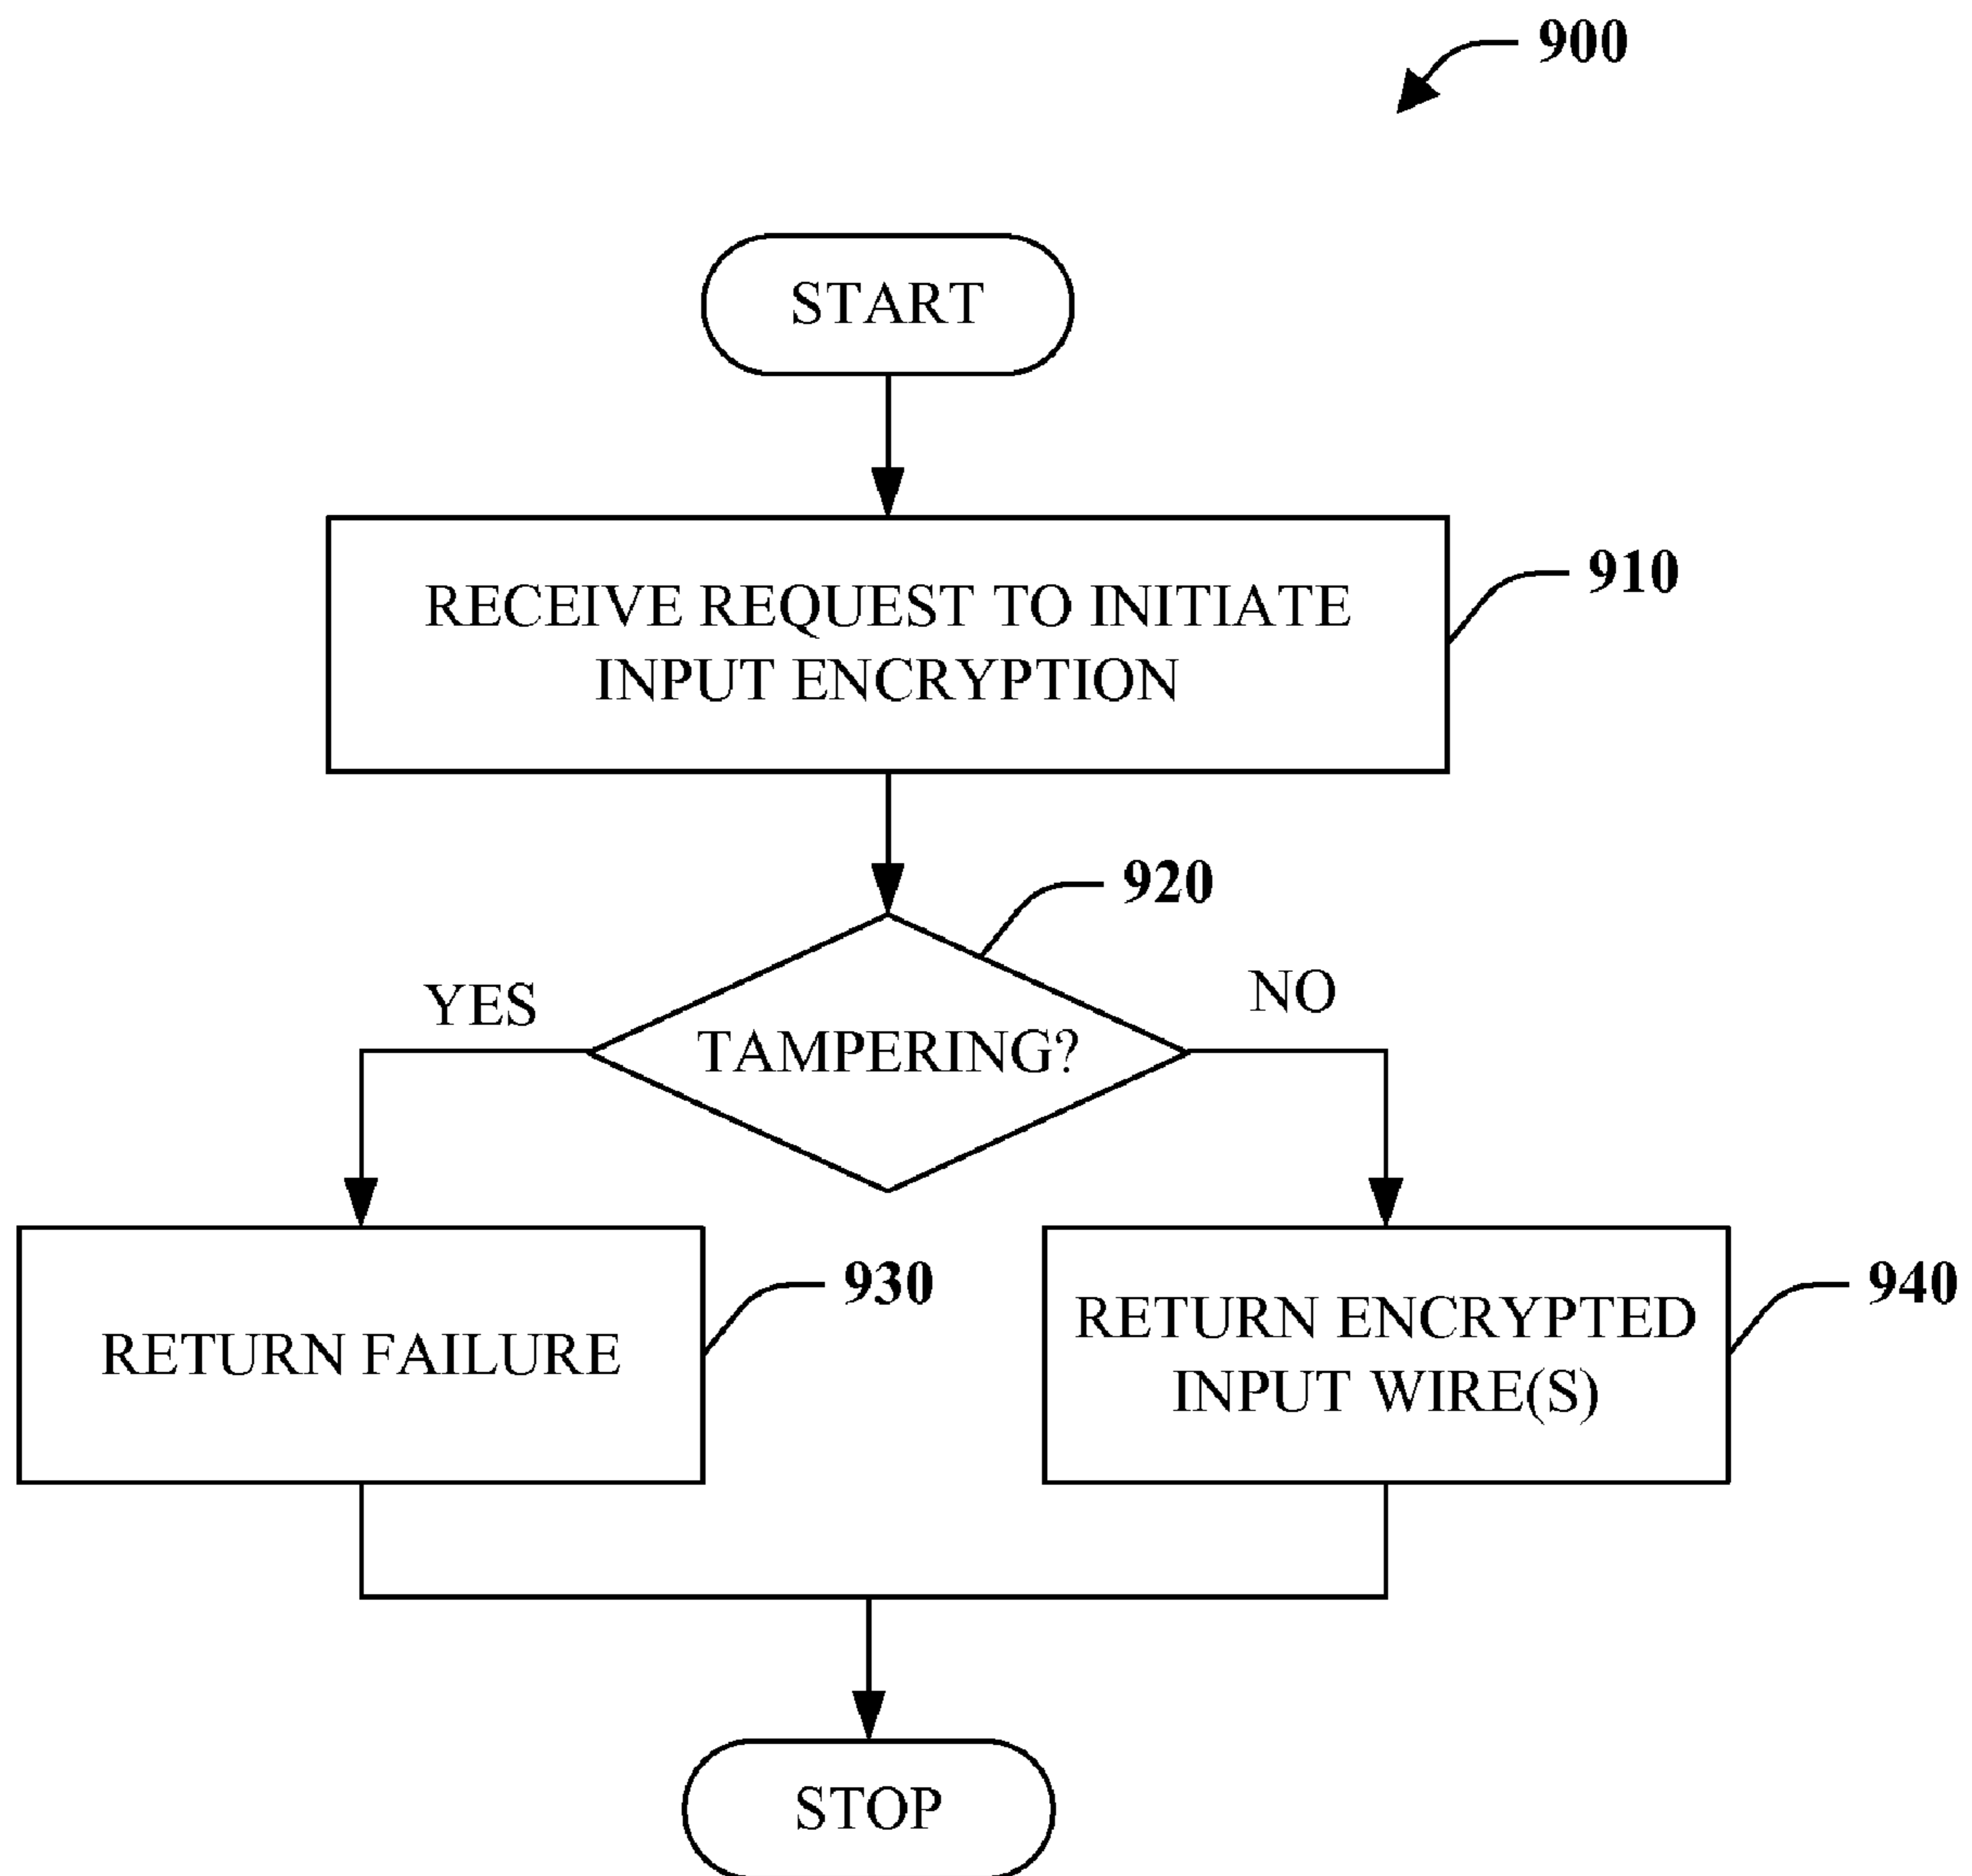 900
START
RECEIVE REQUEST TO INITIATE
INPUT ENCRYPTION
910
920
YES
NO
TAMPERING?
RETURN FAILURE
930
RETURN ENCRYPTED
INPUT WIRE(S)
940
STOP